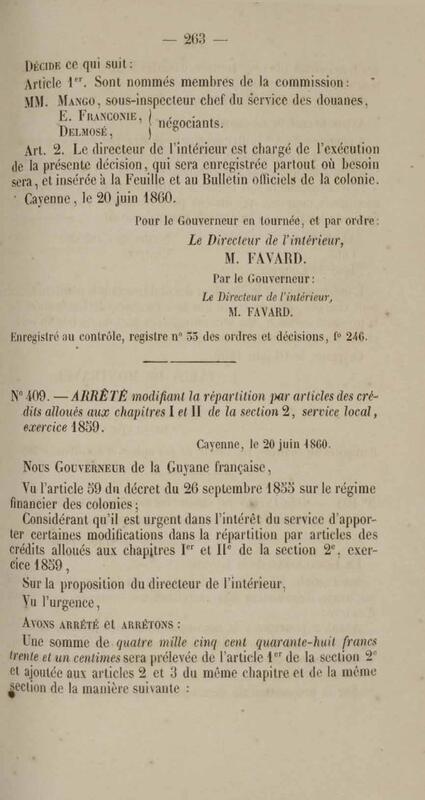 — 263 —
DÉCIDE ce qui suit :
Article 1er. Sont nommés membres de la commission :
MM. MANGO, sous-inspecteur chef du service des douanes,
E. FRANCONIE, }
DELMOSÉ, } négociants.
Art. 2. Le directeur de l'intérieur est chargé de l'exécution
de la présente décision, qui sera enregistrée partout où besoin
sera, et insérée à la Feuille et au Bulletin officiels de la colonie.
Cayenne, le 20 juin 1860.
Pour le Gouverneur en tournée, et par ordre :
Le Directeur de l'intérieur,
M. FAVARD.
Par le Gouverneur :
Le Directeur de l'intérieur,
M. FAVARD.
Enregistré au contrôle, registre n° 55 des ordres et décisions, f° 246.
N° 409. — ARRÊTÉ modifiant la répartition par articles des cré-
dits alloués aux chapitres I et II de la section 2, service local,
exercice 1859.
Cayenne, le 20 juin 1860.
NOUS GOUVERNEUR de la Guyane française,
Vu l'article 59 du décret du 26 septembre 1855 sur le régime
financier des colonies ;
Considérant qu'il est urgent dans l'intérêt du service d'appor-
ter certaines modifications dans la répartition par articles des
crédits alloués aux chapitres Ier et IIe de la section 2e, exer-
cice 1859,
Sur la proposition du directeur de l'intérieur,
Vu l'urgence,
AVONS ARRÊTÉ et ARRÊTONS :
Une somme de quatre mille cinq cent quarante-huit francs
trente et un centimes sera prélevée de l'article 1er de la section 2e
et ajoutée aux articles 2 et 3 du même chapitre et de la même
section de la manière suivante :